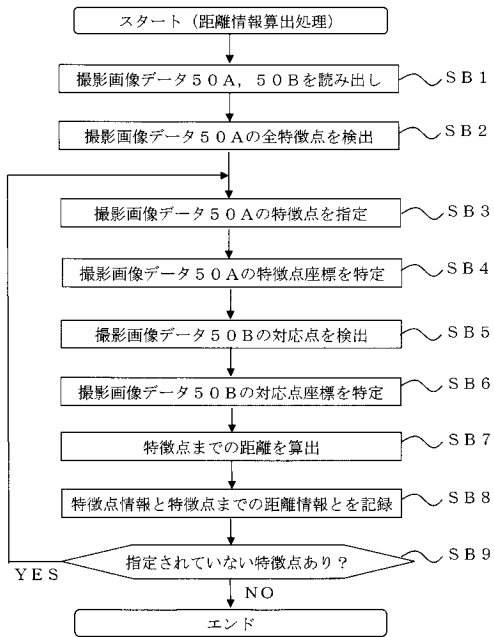 スタート（距離情報算出処理）
撮影画像データ５０Ａ，５０Ｂを読み出し
ＳＢ１
撮影画像データ５０Ａの全特徴点を検出
ＳＢ２
撮影画像データ５０Ａの特徴点を指定
ＳＢ３
撮影画像データ５０Ａの特徴点座標を特定
ＳＢ４
撮影画像データ５０Ｂの対応点を検出
ＳＢ５
撮影画像データ５０Ｂの対応点座標を特定
ＳＢ６
特徴点までの距離を算出
ＳＢ７
特徴点情報と特徴点までの距離情報とを記録
ＳＢ８
指定されていない特徴点あり？
ＳＢ９
ＹＥＳ
ＮＯ
エンド